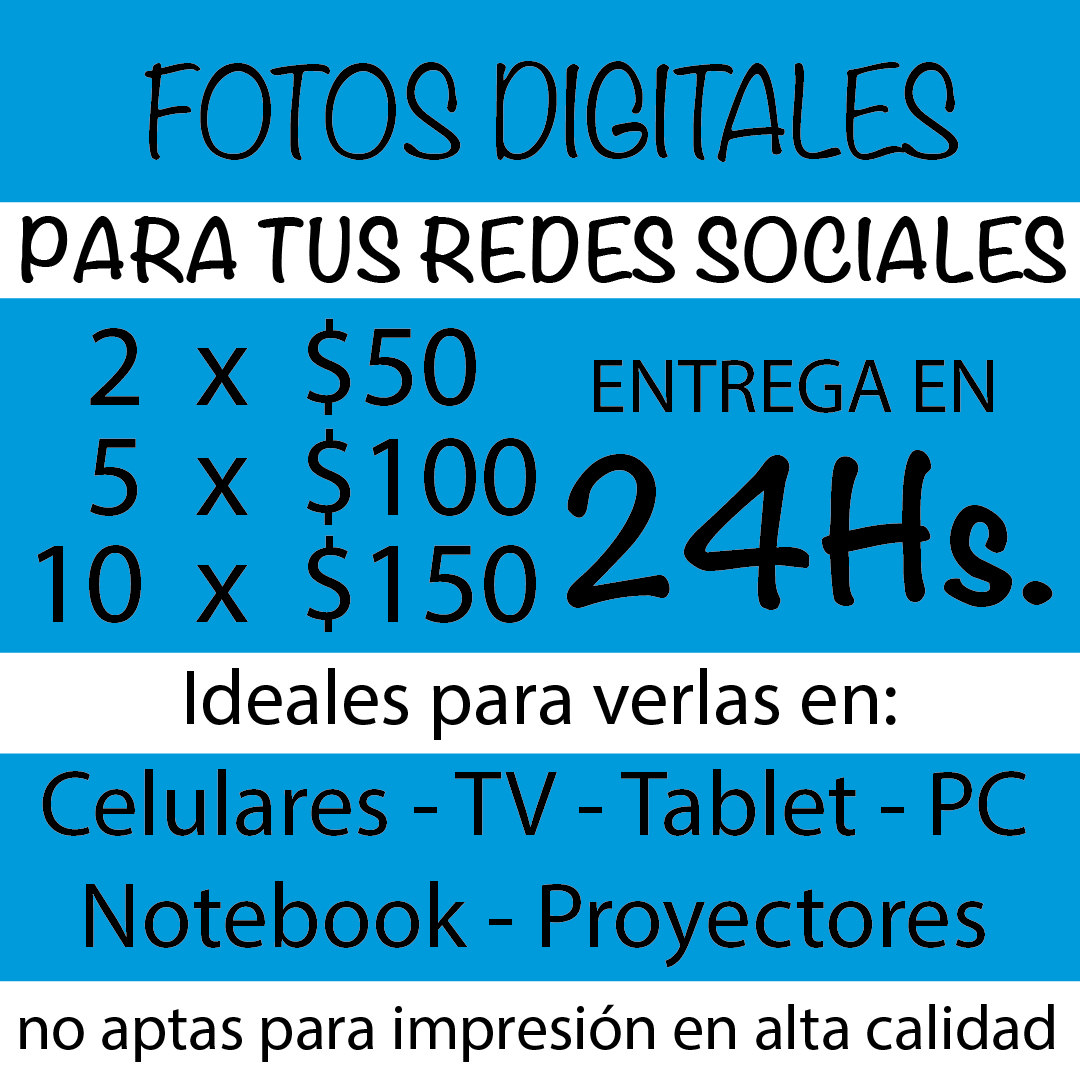 FOTOS DIGITALES
PARA TUS REDES SOCIALES
2 x $50
5 x $100
10 x $150
ENTREGA EN
24Hs.
Ideales para verlas en:
Celulares - TV - Tablet - PC
Notebook - Proyectores
no aptas para impresión en alta calidad